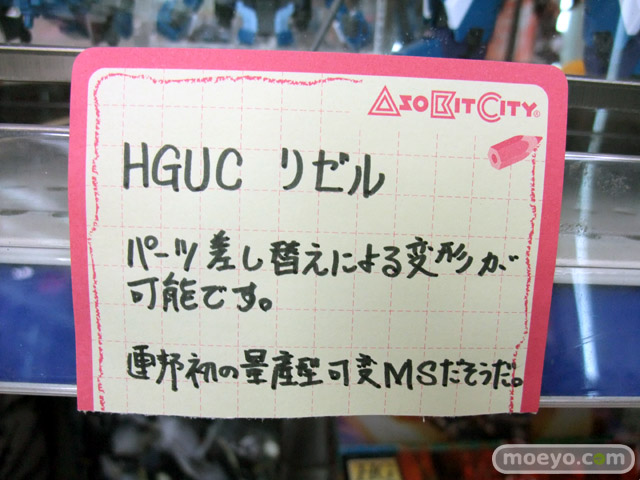 ASOBITCITY®
HGUC リゼル
パーツ差し替えによる変形が
可能です。
連邦初の量産型可変MSだそうだ。
moeyo.com